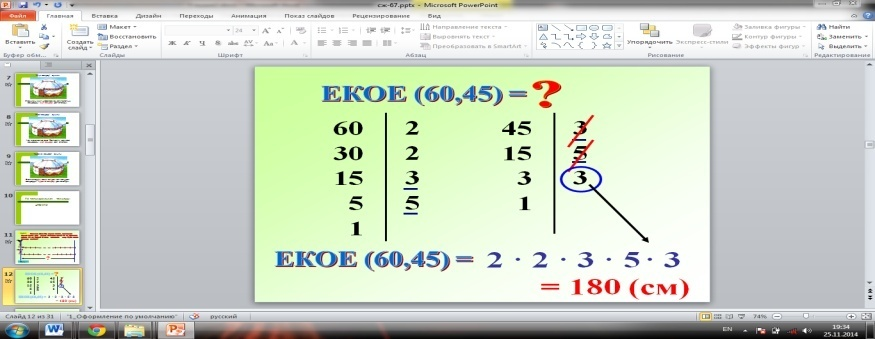 сж-67.pptx - Microsoft PowerPoint
Файл Главная Вставка Дизайн Переходы Анимация Показ слайдов Рецензирование Вид
Вставить
Создать слайд
Макет
Восстановить
Раздел
24
Ж К Ч S
Направление текста
Выровнять текст
Преобразовать в SmartArt
Упорядочить Экспресс-стили
Заливка фигуры
Контур фигуры
Эффекты фигур
Найти
Заменить
Выделить
Буфер обм... Слайды Шрифт Абзац Рисование Редактирование
7
8
9
10
11
12
ЕКОЕ (60,45) = ?
60 2 45 3
30 2 15 5
15 3 3 3
5 5 1
1
ЕКОЕ (60,45) = 2 · 2 · 3 · 5 · 3
= 180 (см)
Слайд 12 из 31 "1_Оформление по умолчанию" русский 74%
EN 19:34
25.11.2014